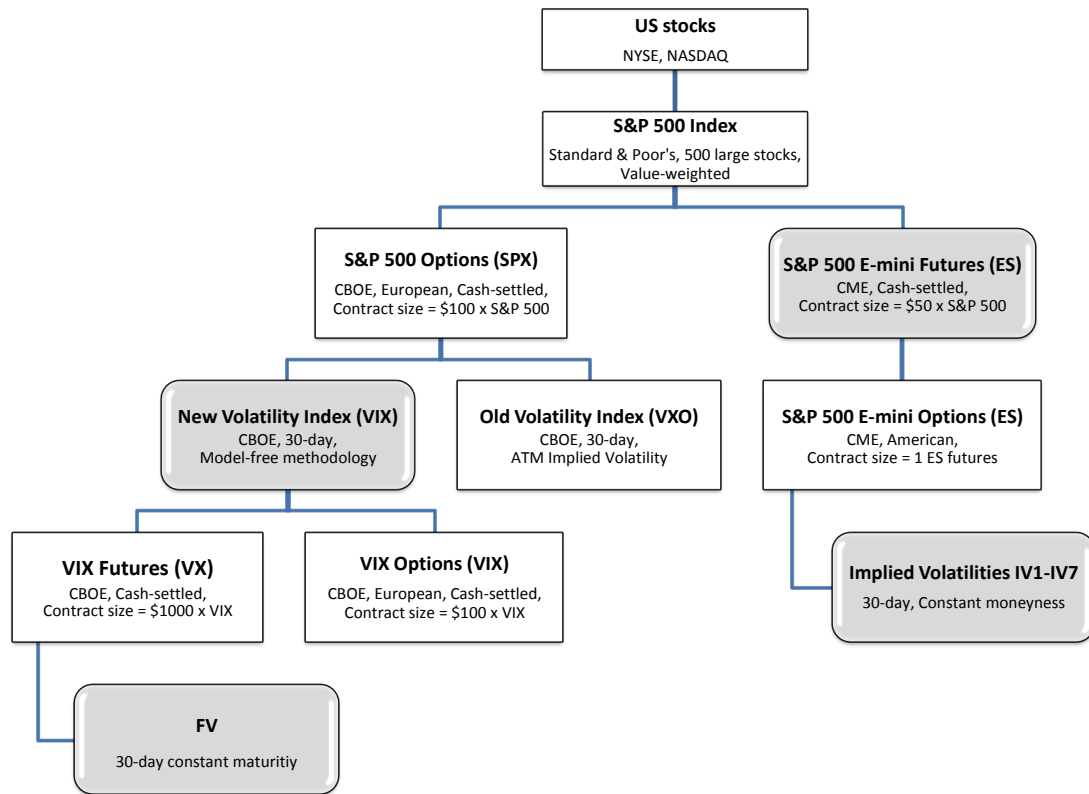 US stocks
NYSE, NASDAQ
S&P 500 Index
Standard & Poor's, 500 large stocks,
Value-weighted
S&P 500 Options (SPX)
CBOE, European, Cash-settled,
Contract size = $100 x S&P 500
S&P 500 E-mini Futures (ES)
CME, Cash-settled,
Contract size = $50 x S&P 500
New Volatility Index (VIX)
CBOE, 30-day,
Model-free methodology
Old Volatility Index (VXO)
CBOE, 30-day,
ATM Implied Volatility
S&P 500 E-mini Options (ES)
CME, American,
Contract size = 1 ES futures
VIX Futures (VX)
CBOE, Cash-settled,
Contract size = $1000 x VIX
VIX Options (VIX)
CBOE, European, Cash-settled,
Contract size = $100 x VIX
Implied Volatilities IV1-IV7
30-day, Constant moneyness
FV
30-day constant maturitiy